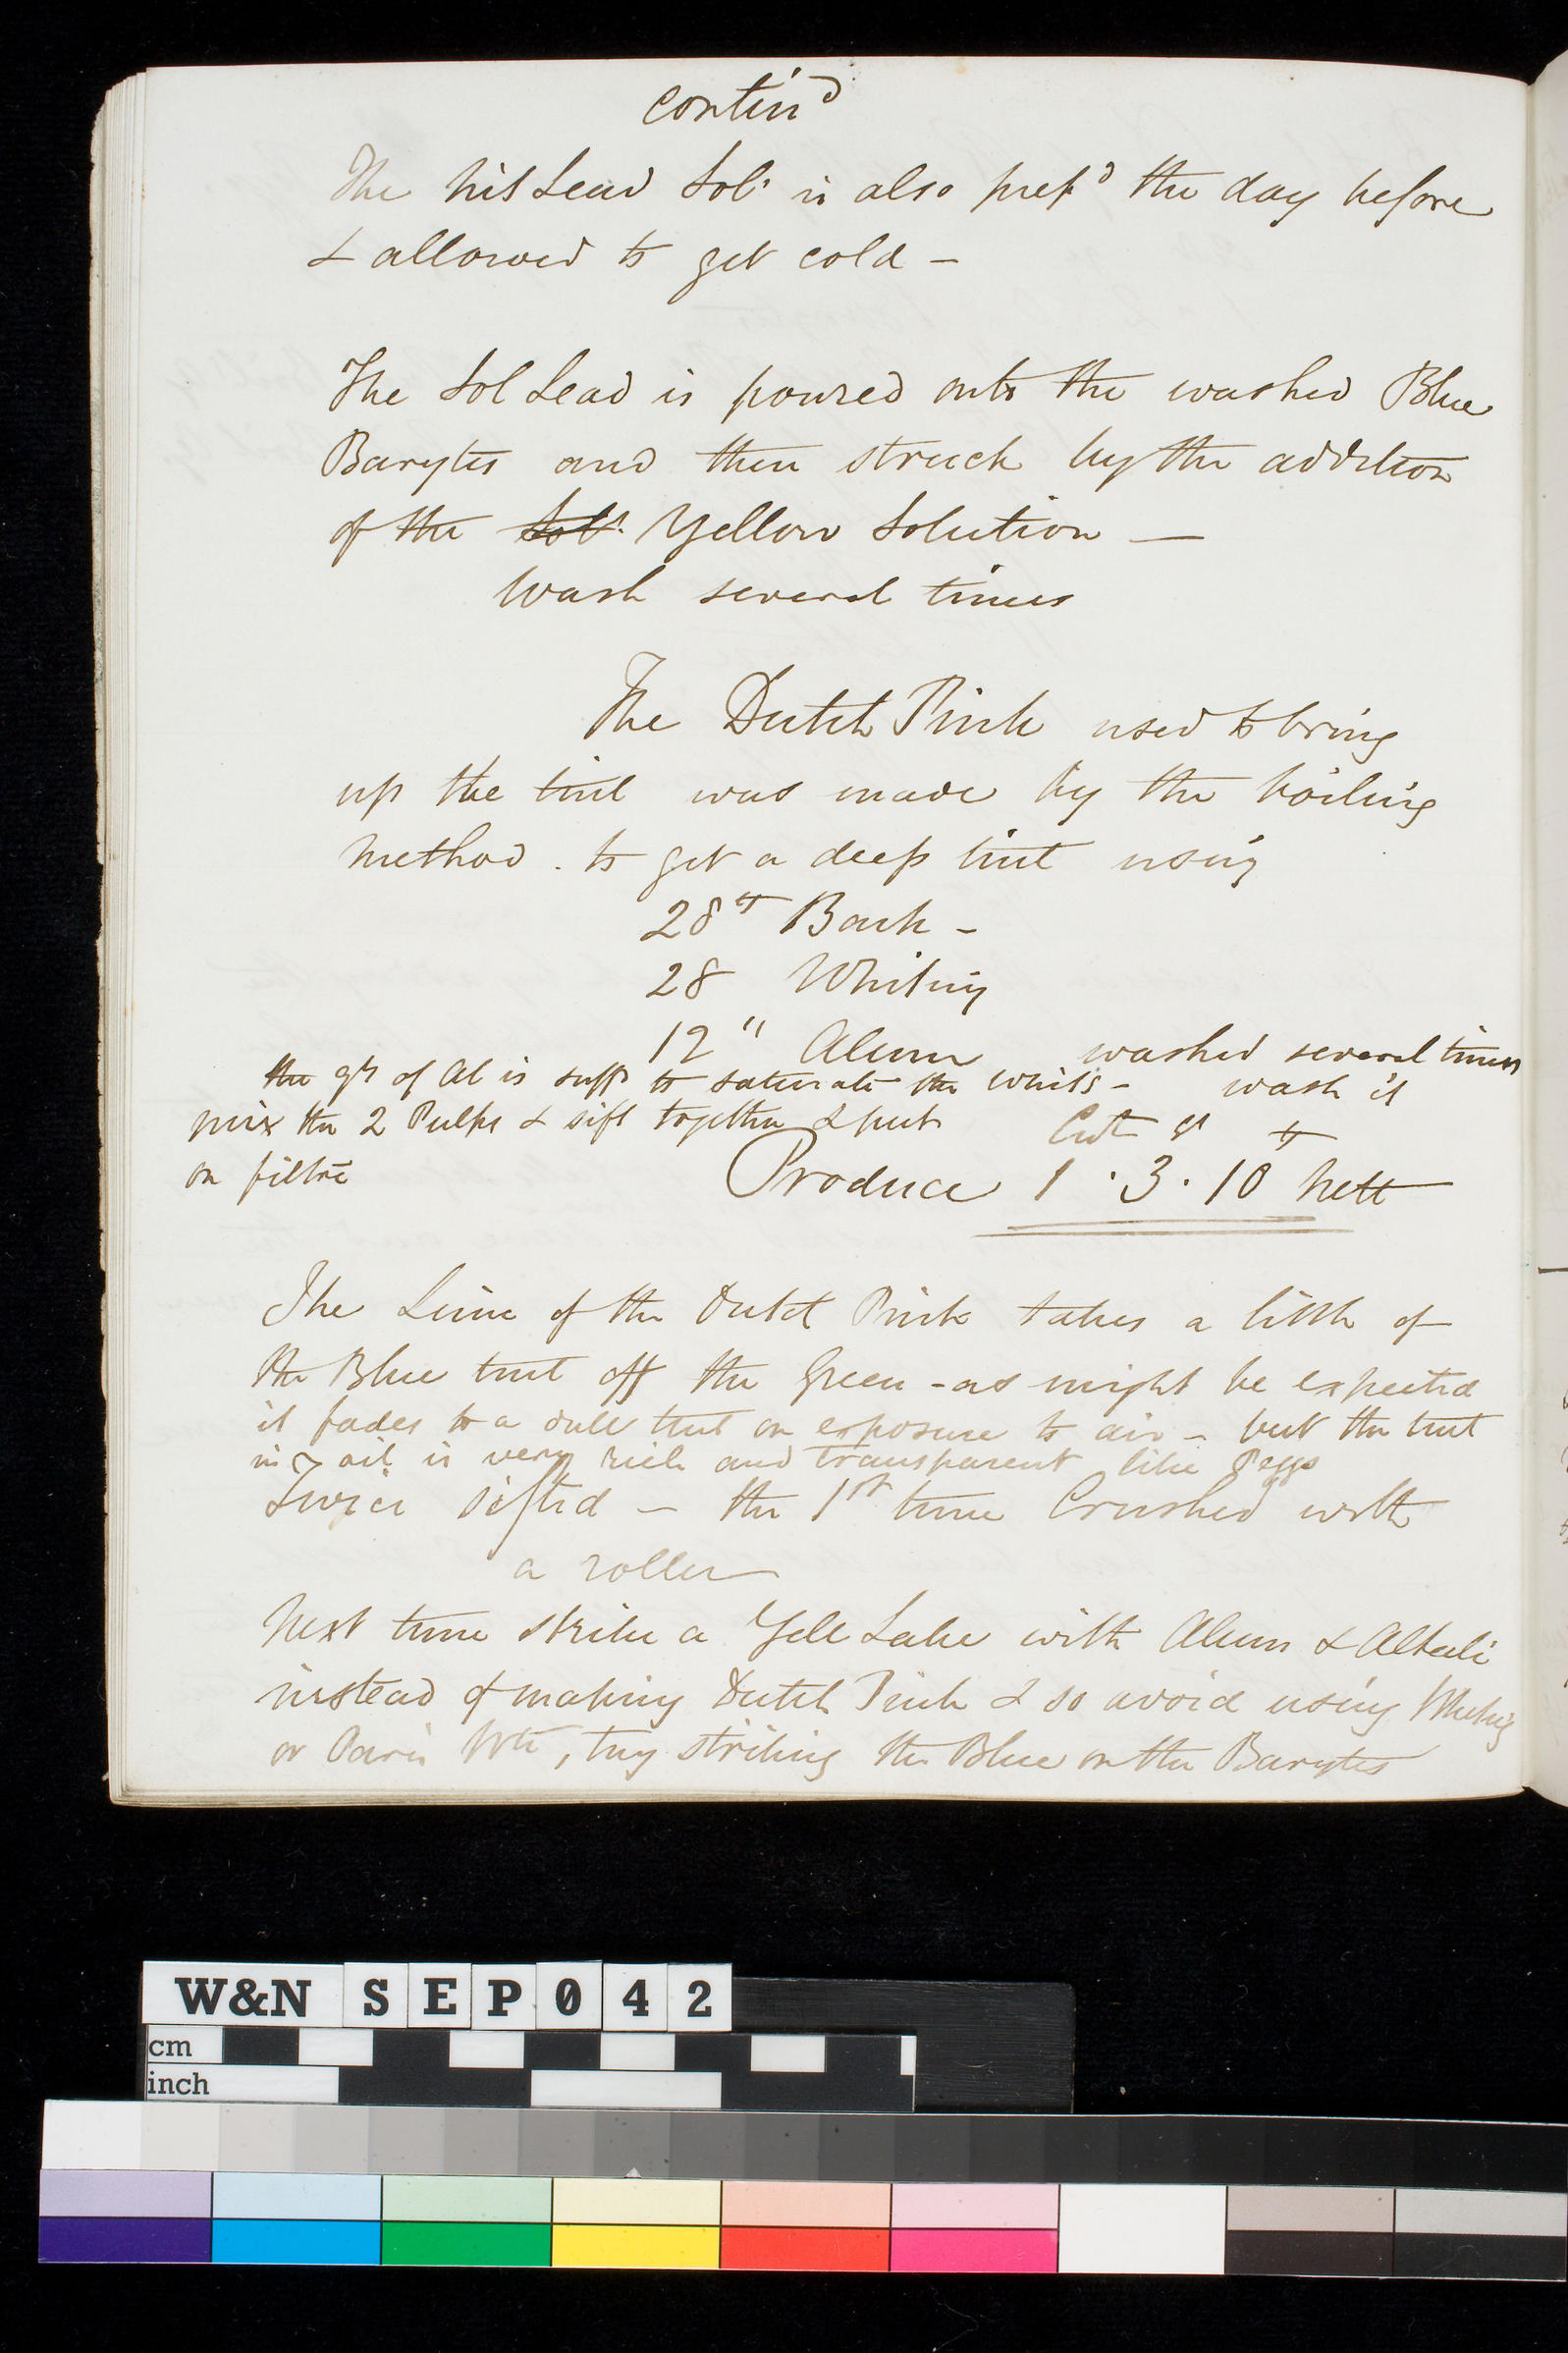 contin^d
The Nit Lead Sol^n is also prep^d the day before
& allowed to get cold –
The Sol Lead is poured onto the washed Blue
Barytes and then struck by the addition
of the Sol^n. Yellow Solution —
Wash several times
The Dutch Pink used to bring
up the tint was made by the boiling
method. to get a deep tint using
28 lb Bark –
28 Whiting
12 " Alum washed several times
the qty of Al is suff^t to saturate the Whit^g – wash it
mix the 2 Pulps & sift together & put
on filtre
Cwt qr lb
Produce 1 . 3 . 10 Nett
The Lime of the Dutch Pink takes a little of
the Blue tint off the Green – as might be expected
it fades to a dull tint on exposure to air – but the tint
in oil is very rich and transparent like Peggs
Twice sifted – the 1st time Crushed with
a roller
Next time strike a Yell Lake with Alum & Alkali
instead of making Dutch Pink & so avoid using Whiting
or Paris Wte, try striking the Blue on the Barytes
W&N SEP042
cm
inch